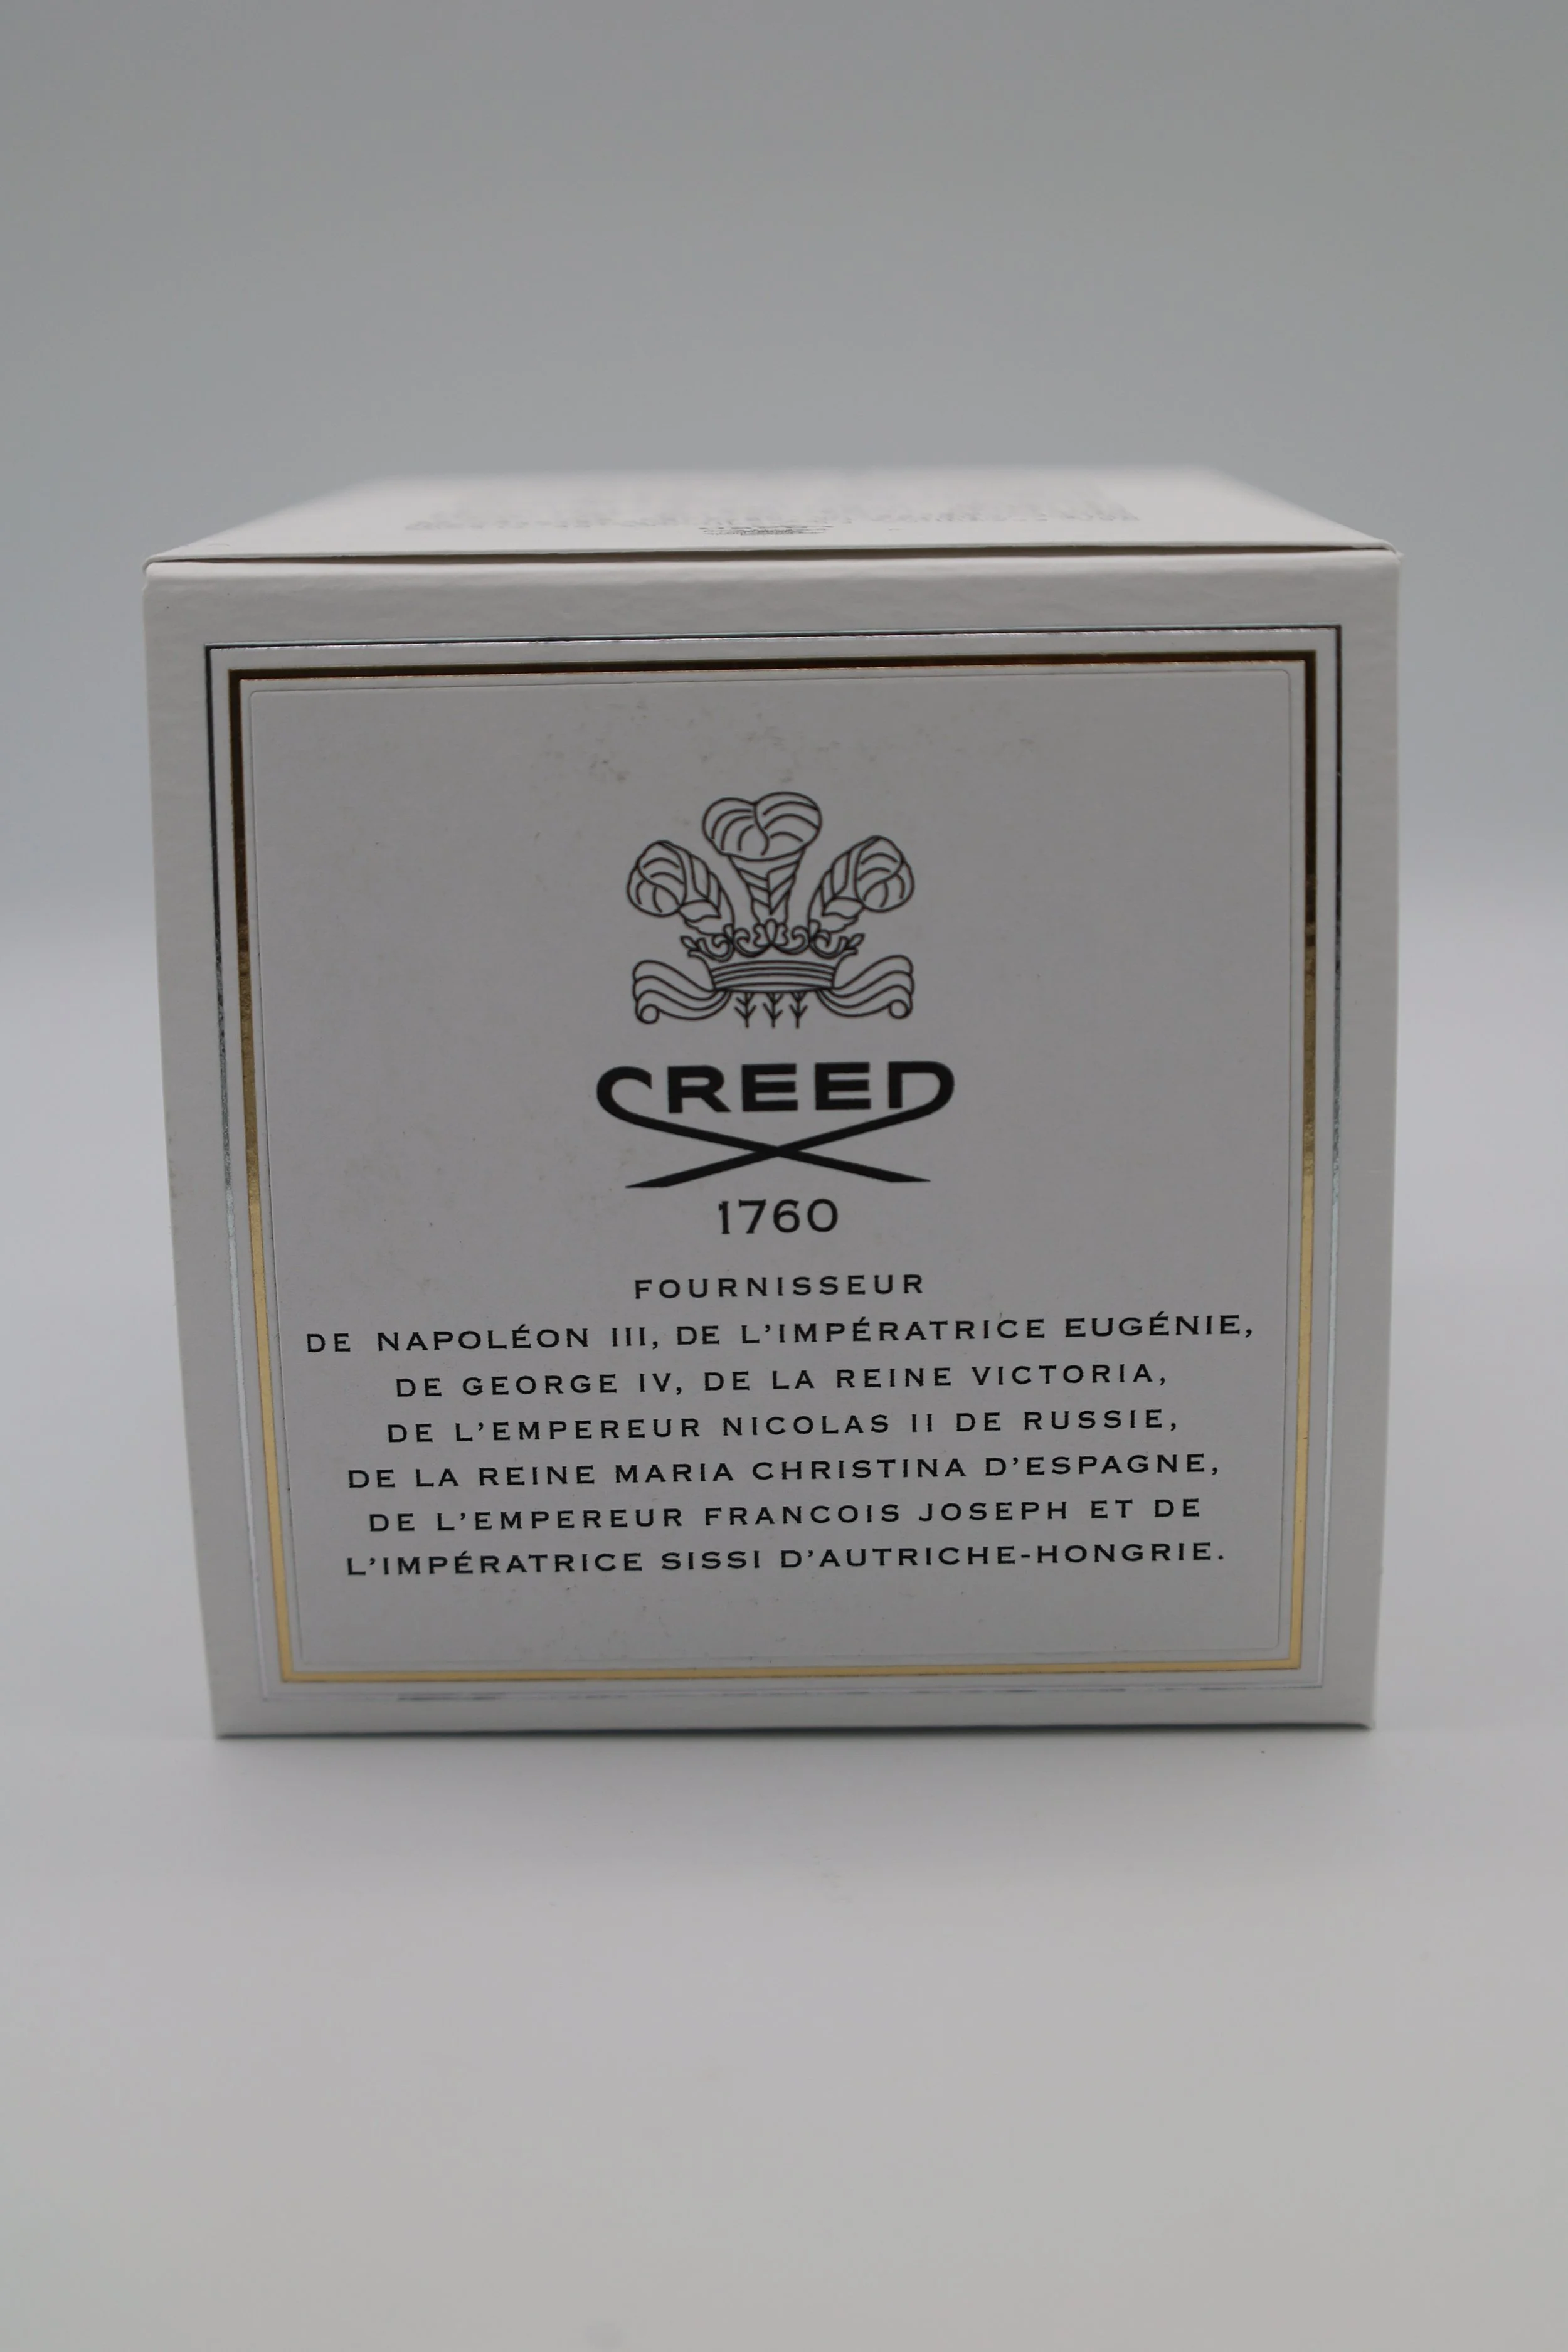 CREED
1760
FOURNISSEUR
DE NAPOLÉON III, DE L'IMPÉRATRICE EUGÉNIE,
DE GEORGE IV, DE LA REINE VICTORIA,
DE L'EMPEREUR NICOLAS II DE RUSSIE,
DE LA REINE MARIA CHRISTINA D'ESPAGNE,
DE L'EMPEREUR FRANCOIS JOSEPH ET DE
L'IMPÉRATRICE SISSI D'AUTRICHE-HONGRIE.